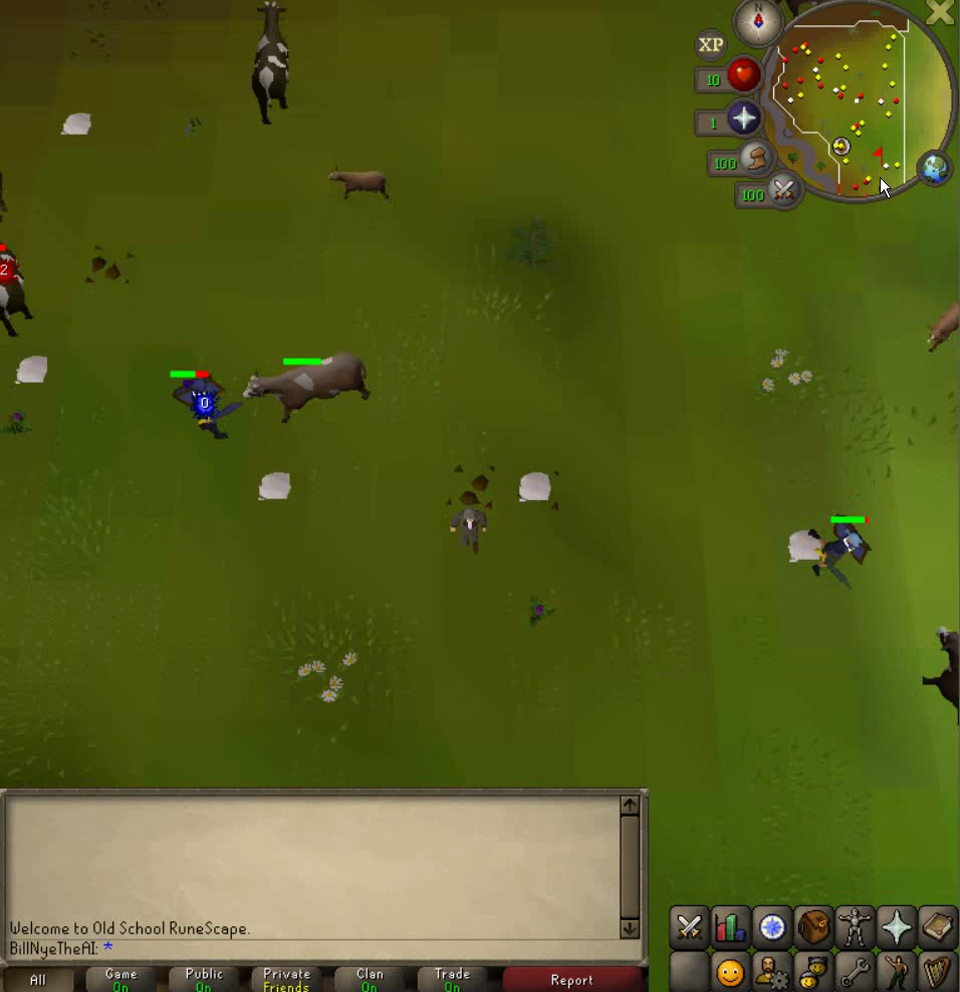 N
XP
10
1
100
100
2
0
Welcome to Old School RuneScape.
BillNyeTheAI: *
All
Game
On
Public
On
Private
Friends
Clan
On
Trade
On
Report